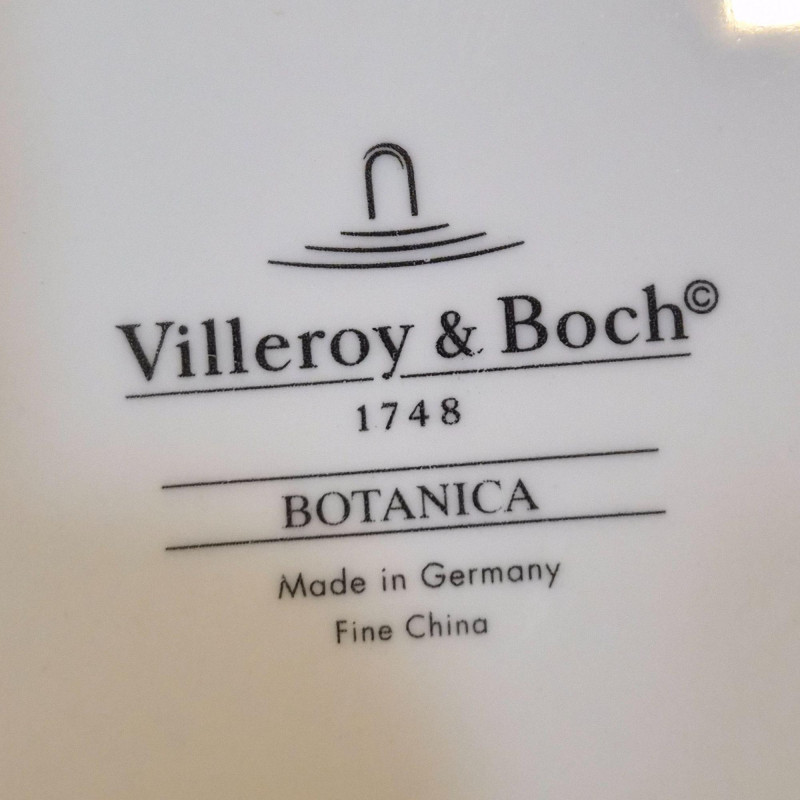 Villeroy & Boch©
1748
BOTANICA
Made in Germany
Fine China